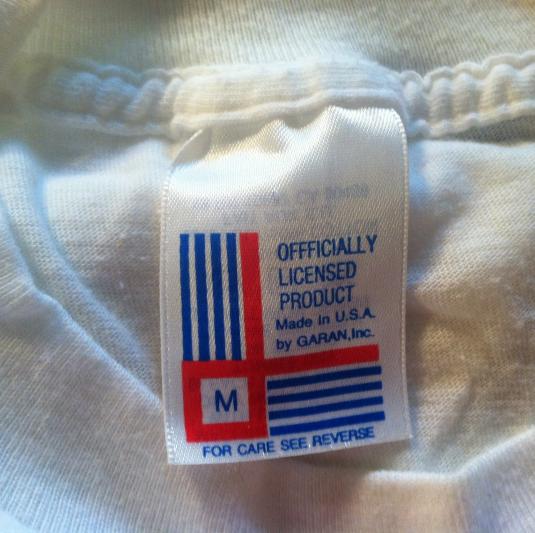 OFFFICIALLY
LICENSED
PRODUCT
Made in U.S.A.
by GARAN,Inc.
M
FOR CARE SEE REVERSE